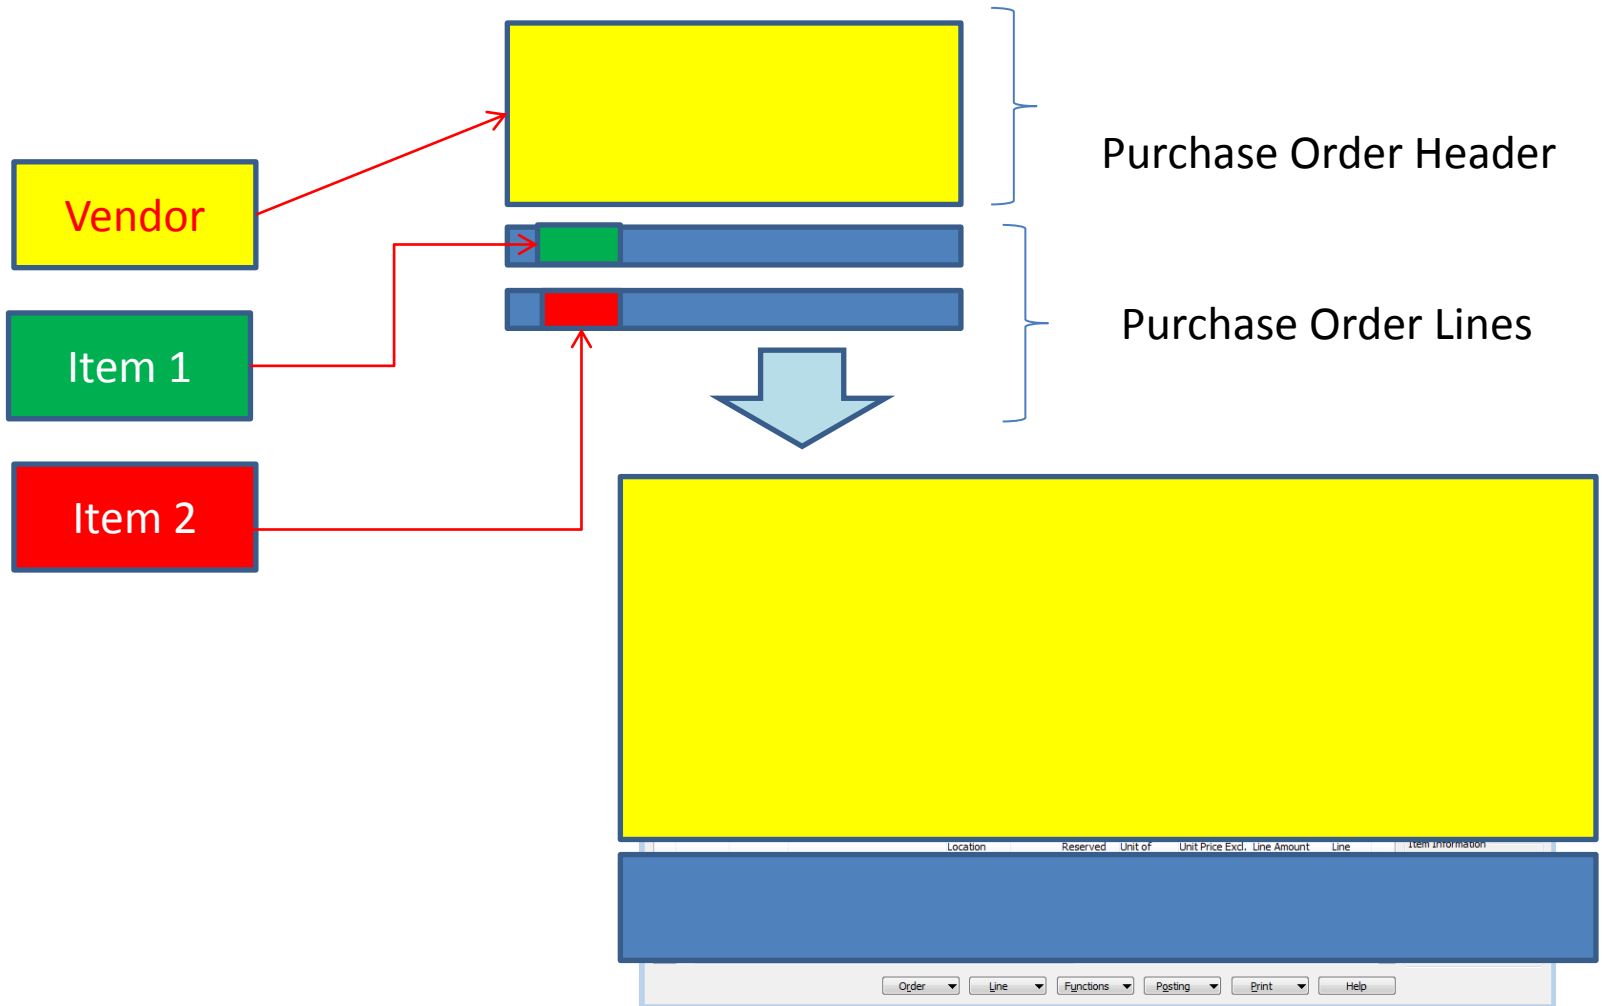 Purchase Order Header
Vendor
Purchase Order Lines
Item 1
Item 2
Location Reserved Unit of Unit Price Excl. Line Amount Line Item Information
Order Line Functions Posting Print Help